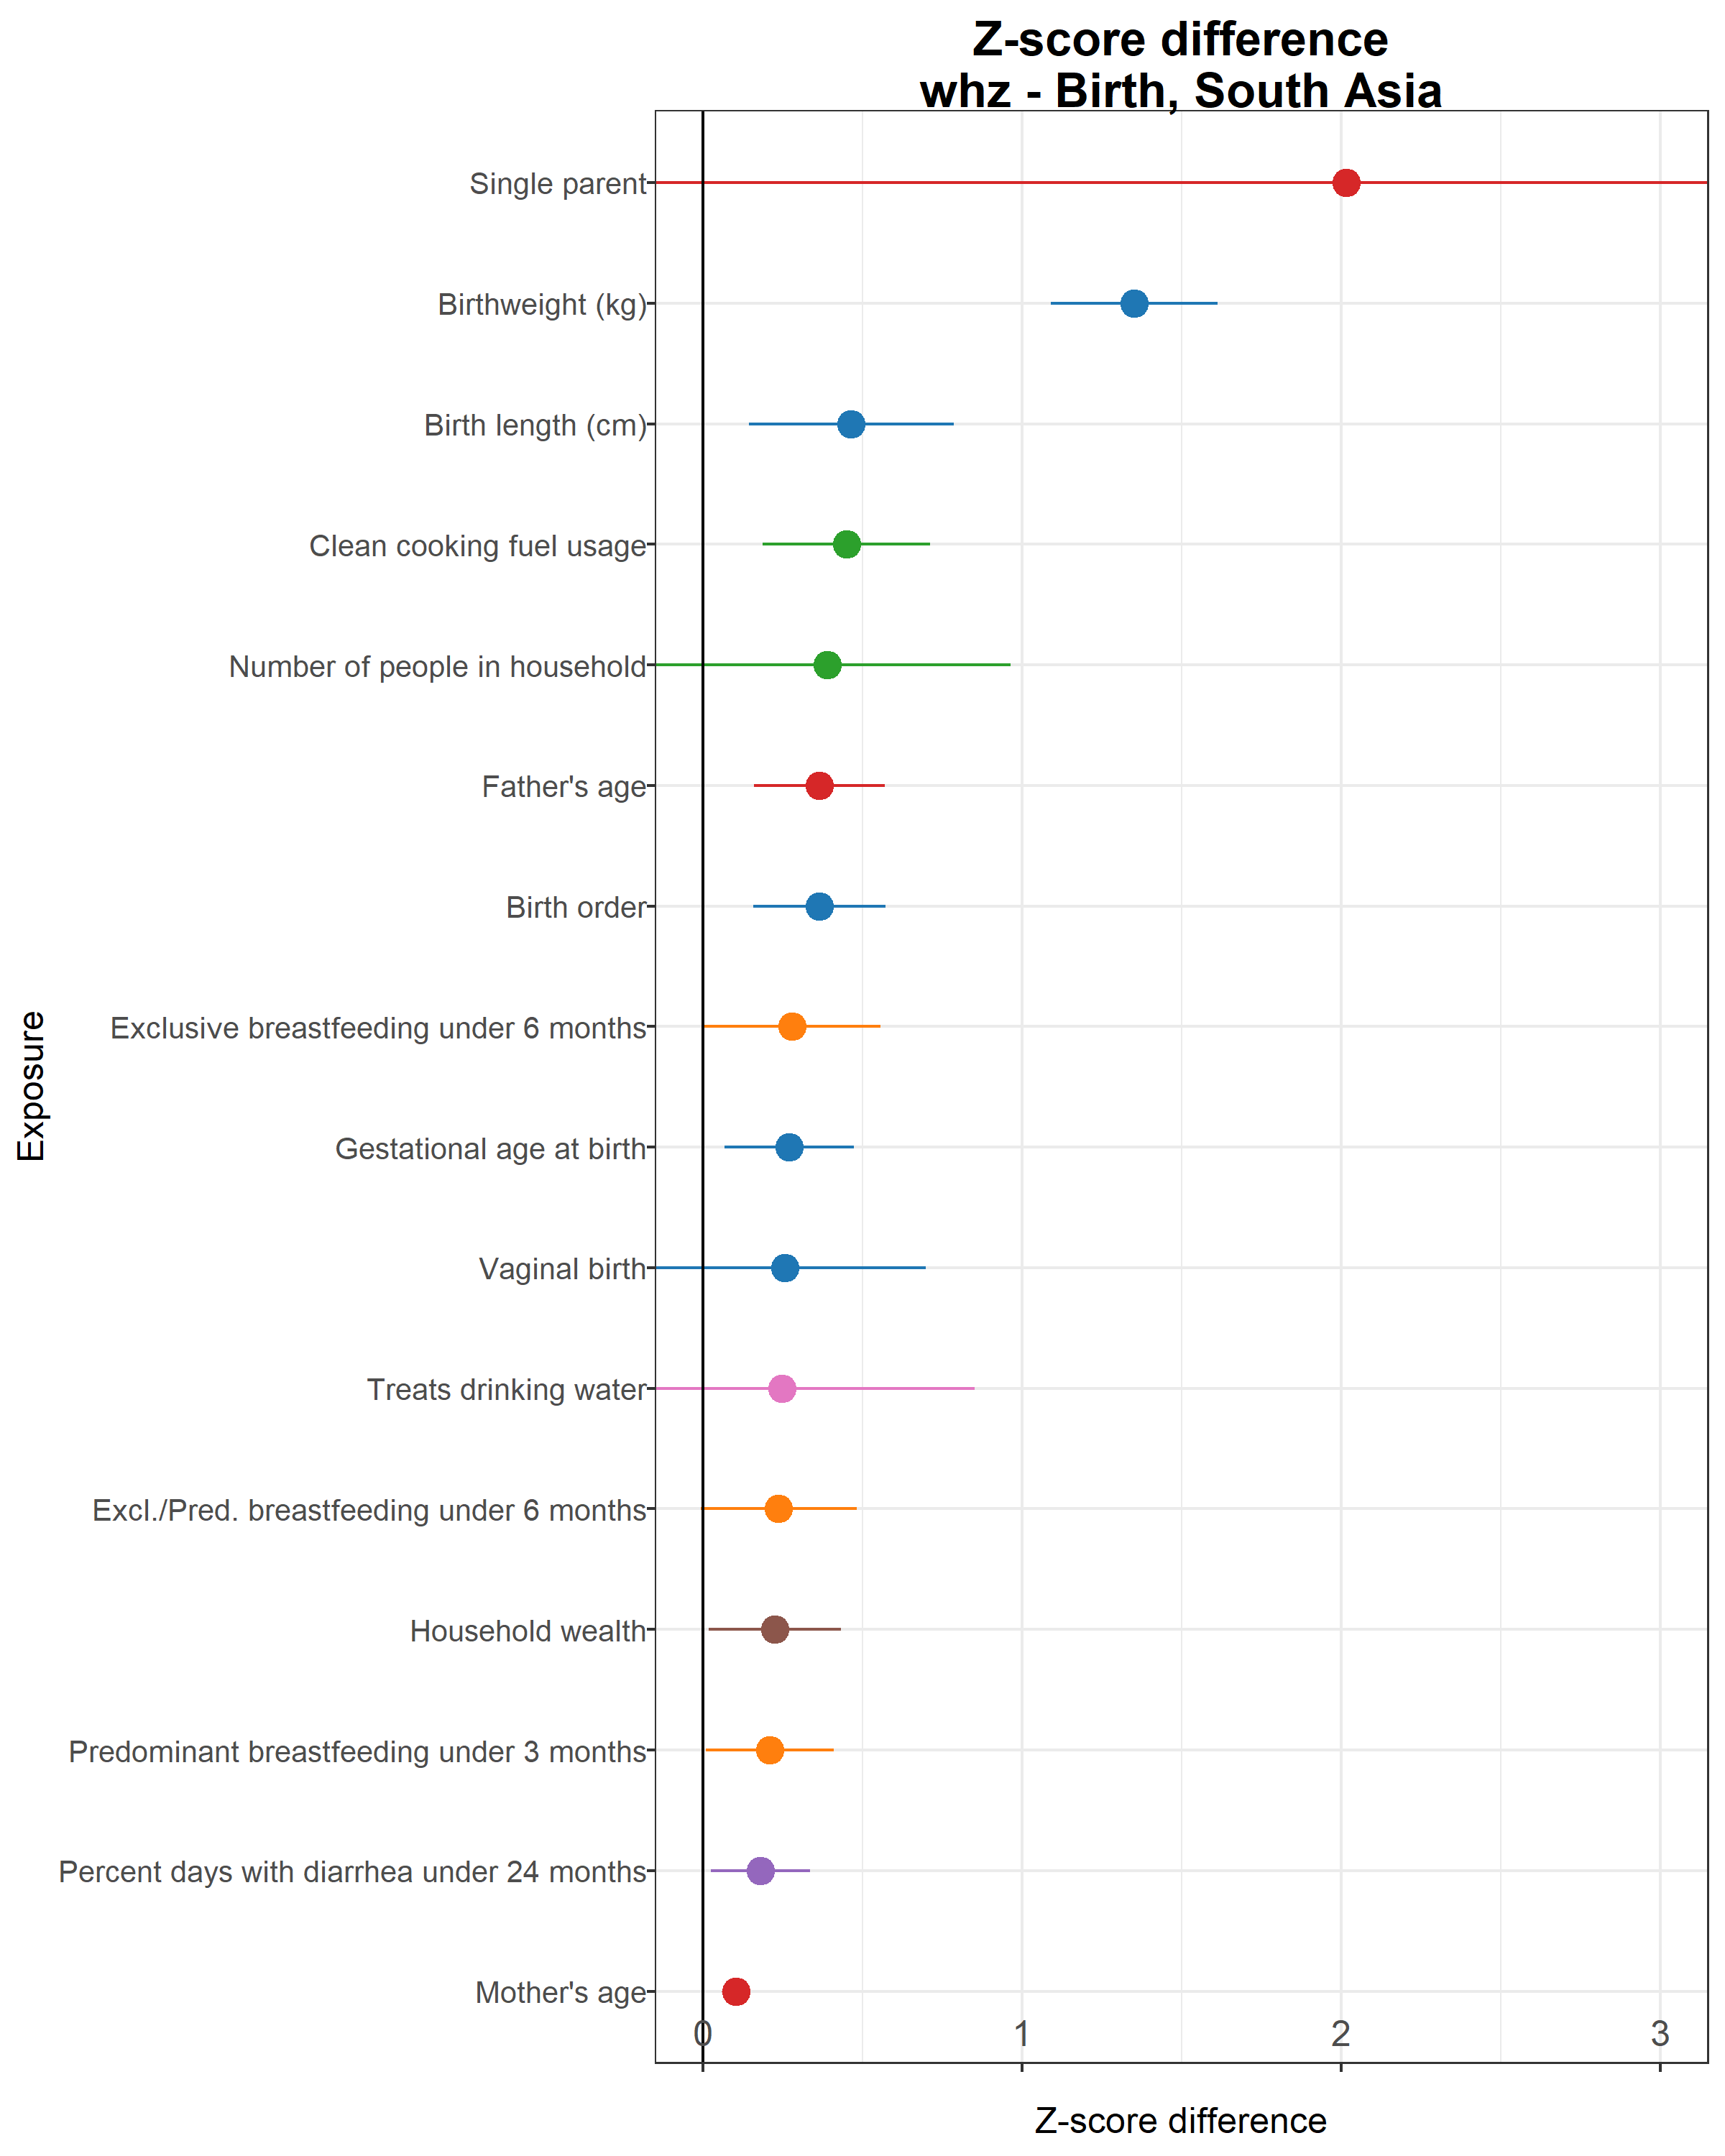 Z-score difference
whz - Birth, South Asia
Single parent
Birthweight (kg)
Birth length (cm)
Clean cooking fuel usage
Number of people in household
Father's age
Birth order
Exclusive breastfeeding under 6 months
Gestational age at birth
Vaginal birth
Treats drinking water
Excl./Pred. breastfeeding under 6 months
Household wealth
Predominant breastfeeding under 3 months
Percent days with diarrhea under 24 months
Mother's age
Exposure
0 1 2 3
Z-score difference